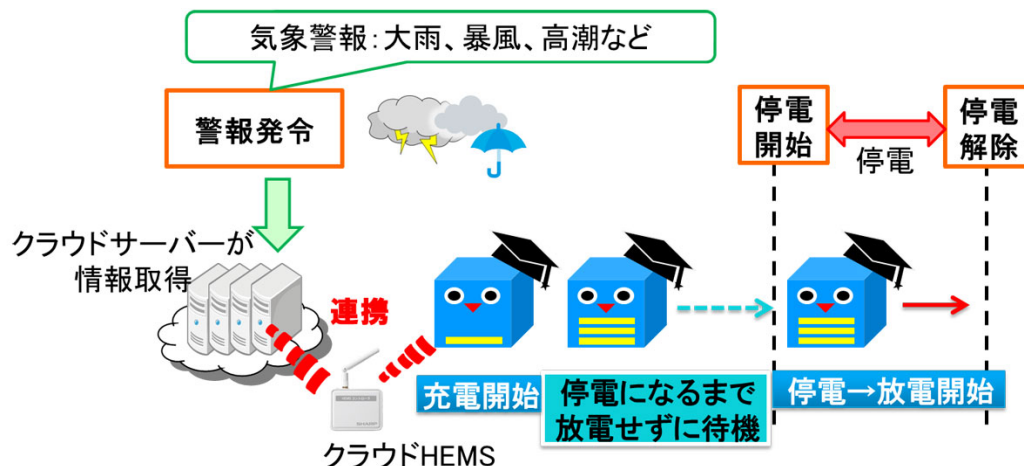 気象警報：大雨、暴風、高潮など
警報発令
停電
開始
停電
停電
解除
クラウドサーバーが
情報取得
連携
充電開始
停電になるまで
放電せずに待機
停電→放電開始
クラウドHEMS